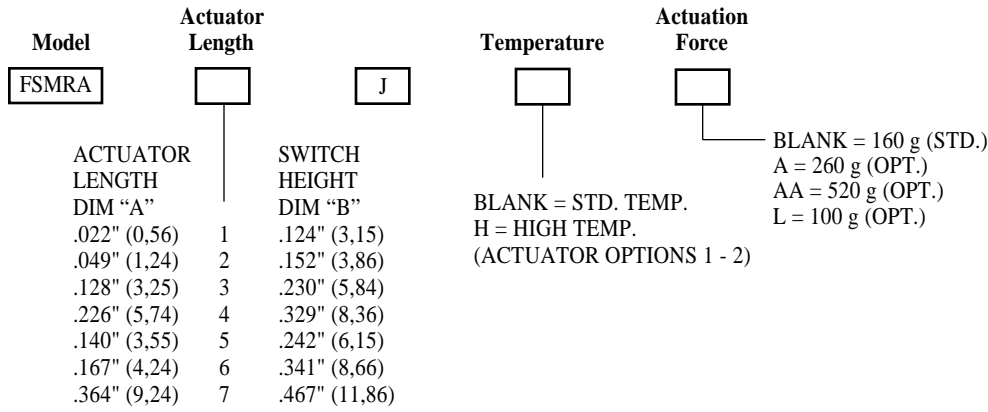 Model Actuator Length Temperature Actuation Force
FSMRA J
ACTUATOR LENGTH DIM “A” SWITCH HEIGHT DIM “B”
.022" (0,56) 1 .124" (3,15)
.049" (1,24) 2 .152" (3,86)
.128" (3,25) 3 .230" (5,84)
.226" (5,74) 4 .329" (8,36)
.140" (3,55) 5 .242" (6,15)
.167" (4,24) 6 .341" (8,66)
.364" (9,24) 7 .467" (11,86)
BLANK = STD. TEMP.
H = HIGH TEMP.
(ACTUATOR OPTIONS 1 - 2)
BLANK = 160 g (STD.)
A = 260 g (OPT.)
AA = 520 g (OPT.)
L = 100 g (OPT.)